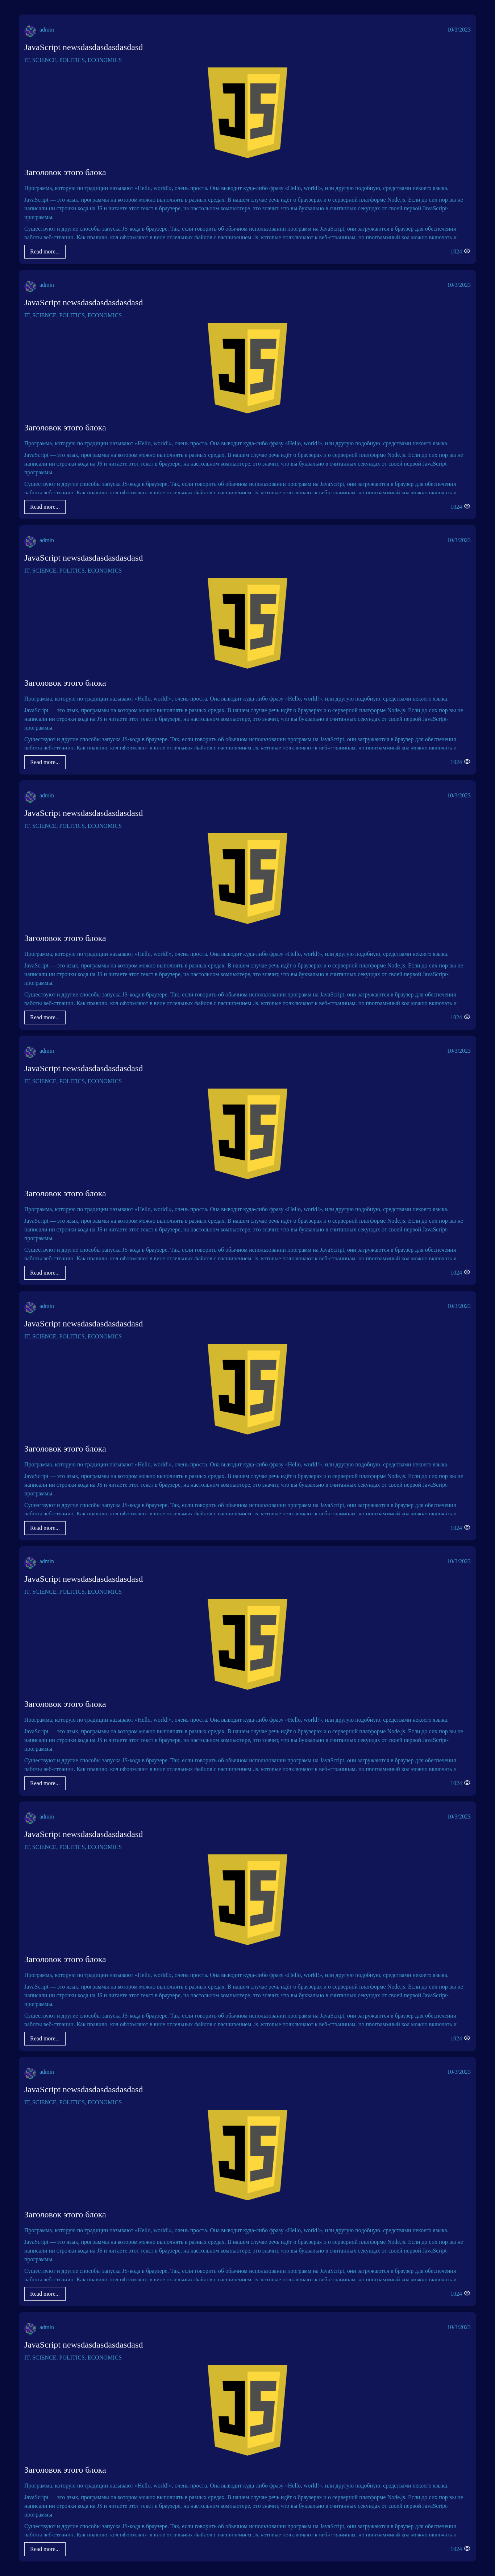 admin 10/3/2023
JavaScript newsdasdasdasdasdasd
IT, SCIENCE, POLITICS, ECONOMICS
JS
Заголовок этого блока
Программа, которую по традиции называют «Hello, world!», очень проста. Она выводит куда-либо фразу «Hello, world!», или другую подобную, средствами некоего языка.
JavaScript — это язык, программы на котором можно выполнять в разных средах. В нашем случае речь идёт о браузерах и о серверной платформе Node.js. Если до сих пор вы не
написали ни строчки кода на JS и читаете этот текст в браузере, на настольном компьютере, это значит, что вы буквально в считанных секундах от своей первой JavaScript-
программы.
Существуют и другие способы запуска JS-кода в браузере. Так, если говорить об обычном использовании программ на JavaScript, они загружаются в браузер для обеспечения
работы веб-страниц. Как правило, код оформляют в виде отдельных файлов с расширением .js, которые подключают к веб-страницам, но программный код можно включать и
Read more... 1024
admin 10/3/2023
JavaScript newsdasdasdasdasdasd
IT, SCIENCE, POLITICS, ECONOMICS
JS
Заголовок этого блока
Программа, которую по традиции называют «Hello, world!», очень проста. Она выводит куда-либо фразу «Hello, world!», или другую подобную, средствами некоего языка.
JavaScript — это язык, программы на котором можно выполнять в разных средах. В нашем случае речь идёт о браузерах и о серверной платформе Node.js. Если до сих пор вы не
написали ни строчки кода на JS и читаете этот текст в браузере, на настольном компьютере, это значит, что вы буквально в считанных секундах от своей первой JavaScript-
программы.
Существуют и другие способы запуска JS-кода в браузере. Так, если говорить об обычном использовании программ на JavaScript, они загружаются в браузер для обеспечения
работы веб-страниц. Как правило, код оформляют в виде отдельных файлов с расширением .js, которые подключают к веб-страницам, но программный код можно включать и
Read more... 1024
admin 10/3/2023
JavaScript newsdasdasdasdasdasd
IT, SCIENCE, POLITICS, ECONOMICS
JS
Заголовок этого блока
Программа, которую по традиции называют «Hello, world!», очень проста. Она выводит куда-либо фразу «Hello, world!», или другую подобную, средствами некоего языка.
JavaScript — это язык, программы на котором можно выполнять в разных средах. В нашем случае речь идёт о браузерах и о серверной платформе Node.js. Если до сих пор вы не
написали ни строчки кода на JS и читаете этот текст в браузере, на настольном компьютере, это значит, что вы буквально в считанных секундах от своей первой JavaScript-
программы.
Существуют и другие способы запуска JS-кода в браузере. Так, если говорить об обычном использовании программ на JavaScript, они загружаются в браузер для обеспечения
работы веб-страниц. Как правило, код оформляют в виде отдельных файлов с расширением .js, которые подключают к веб-страницам, но программный код можно включать и
Read more... 1024
admin 10/3/2023
JavaScript newsdasdasdasdasdasd
IT, SCIENCE, POLITICS, ECONOMICS
JS
Заголовок этого блока
Программа, которую по традиции называют «Hello, world!», очень проста. Она выводит куда-либо фразу «Hello, world!», или другую подобную, средствами некоего языка.
JavaScript — это язык, программы на котором можно выполнять в разных средах. В нашем случае речь идёт о браузерах и о серверной платформе Node.js. Если до сих пор вы не
написали ни строчки кода на JS и читаете этот текст в браузере, на настольном компьютере, это значит, что вы буквально в считанных секундах от своей первой JavaScript-
программы.
Существуют и другие способы запуска JS-кода в браузере. Так, если говорить об обычном использовании программ на JavaScript, они загружаются в браузер для обеспечения
работы веб-страниц. Как правило, код оформляют в виде отдельных файлов с расширением .js, которые подключают к веб-страницам, но программный код можно включать и
Read more... 1024
admin 10/3/2023
JavaScript newsdasdasdasdasdasd
IT, SCIENCE, POLITICS, ECONOMICS
JS
Заголовок этого блока
Программа, которую по традиции называют «Hello, world!», очень проста. Она выводит куда-либо фразу «Hello, world!», или другую подобную, средствами некоего языка.
JavaScript — это язык, программы на котором можно выполнять в разных средах. В нашем случае речь идёт о браузерах и о серверной платформе Node.js. Если до сих пор вы не
написали ни строчки кода на JS и читаете этот текст в браузере, на настольном компьютере, это значит, что вы буквально в считанных секундах от своей первой JavaScript-
программы.
Существуют и другие способы запуска JS-кода в браузере. Так, если говорить об обычном использовании программ на JavaScript, они загружаются в браузер для обеспечения
работы веб-страниц. Как правило, код оформляют в виде отдельных файлов с расширением .js, которые подключают к веб-страницам, но программный код можно включать и
Read more... 1024
admin 10/3/2023
JavaScript newsdasdasdasdasdasd
IT, SCIENCE, POLITICS, ECONOMICS
JS
Заголовок этого блока
Программа, которую по традиции называют «Hello, world!», очень проста. Она выводит куда-либо фразу «Hello, world!», или другую подобную, средствами некоего языка.
JavaScript — это язык, программы на котором можно выполнять в разных средах. В нашем случае речь идёт о браузерах и о серверной платформе Node.js. Если до сих пор вы не
написали ни строчки кода на JS и читаете этот текст в браузере, на настольном компьютере, это значит, что вы буквально в считанных секундах от своей первой JavaScript-
программы.
Существуют и другие способы запуска JS-кода в браузере. Так, если говорить об обычном использовании программ на JavaScript, они загружаются в браузер для обеспечения
работы веб-страниц. Как правило, код оформляют в виде отдельных файлов с расширением .js, которые подключают к веб-страницам, но программный код можно включать и
Read more... 1024
admin 10/3/2023
JavaScript newsdasdasdasdasdasd
IT, SCIENCE, POLITICS, ECONOMICS
JS
Заголовок этого блока
Программа, которую по традиции называют «Hello, world!», очень проста. Она выводит куда-либо фразу «Hello, world!», или другую подобную, средствами некоего языка.
JavaScript — это язык, программы на котором можно выполнять в разных средах. В нашем случае речь идёт о браузерах и о серверной платформе Node.js. Если до сих пор вы не
написали ни строчки кода на JS и читаете этот текст в браузере, на настольном компьютере, это значит, что вы буквально в считанных секундах от своей первой JavaScript-
программы.
Существуют и другие способы запуска JS-кода в браузере. Так, если говорить об обычном использовании программ на JavaScript, они загружаются в браузер для обеспечения
работы веб-страниц. Как правило, код оформляют в виде отдельных файлов с расширением .js, которые подключают к веб-страницам, но программный код можно включать и
Read more... 1024
admin 10/3/2023
JavaScript newsdasdasdasdasdasd
IT, SCIENCE, POLITICS, ECONOMICS
JS
Заголовок этого блока
Программа, которую по традиции называют «Hello, world!», очень проста. Она выводит куда-либо фразу «Hello, world!», или другую подобную, средствами некоего языка.
JavaScript — это язык, программы на котором можно выполнять в разных средах. В нашем случае речь идёт о браузерах и о серверной платформе Node.js. Если до сих пор вы не
написали ни строчки кода на JS и читаете этот текст в браузере, на настольном компьютере, это значит, что вы буквально в считанных секундах от своей первой JavaScript-
программы.
Существуют и другие способы запуска JS-кода в браузере. Так, если говорить об обычном использовании программ на JavaScript, они загружаются в браузер для обеспечения
работы веб-страниц. Как правило, код оформляют в виде отдельных файлов с расширением .js, которые подключают к веб-страницам, но программный код можно включать и
Read more... 1024
admin 10/3/2023
JavaScript newsdasdasdasdasdasd
IT, SCIENCE, POLITICS, ECONOMICS
JS
Заголовок этого блока
Программа, которую по традиции называют «Hello, world!», очень проста. Она выводит куда-либо фразу «Hello, world!», или другую подобную, средствами некоего языка.
JavaScript — это язык, программы на котором можно выполнять в разных средах. В нашем случае речь идёт о браузерах и о серверной платформе Node.js. Если до сих пор вы не
написали ни строчки кода на JS и читаете этот текст в браузере, на настольном компьютере, это значит, что вы буквально в считанных секундах от своей первой JavaScript-
программы.
Существуют и другие способы запуска JS-кода в браузере. Так, если говорить об обычном использовании программ на JavaScript, они загружаются в браузер для обеспечения
работы веб-страниц. Как правило, код оформляют в виде отдельных файлов с расширением .js, которые подключают к веб-страницам, но программный код можно включать и
Read more... 1024
admin 10/3/2023
JavaScript newsdasdasdasdasdasd
IT, SCIENCE, POLITICS, ECONOMICS
JS
Заголовок этого блока
Программа, которую по традиции называют «Hello, world!», очень проста. Она выводит куда-либо фразу «Hello, world!», или другую подобную, средствами некоего языка.
JavaScript — это язык, программы на котором можно выполнять в разных средах. В нашем случае речь идёт о браузерах и о серверной платформе Node.js. Если до сих пор вы не
написали ни строчки кода на JS и читаете этот текст в браузере, на настольном компьютере, это значит, что вы буквально в считанных секундах от своей первой JavaScript-
программы.
Существуют и другие способы запуска JS-кода в браузере. Так, если говорить об обычном использовании программ на JavaScript, они загружаются в браузер для обеспечения
работы веб-страниц. Как правило, код оформляют в виде отдельных файлов с расширением .js, которые подключают к веб-страницам, но программный код можно включать и
Read more... 1024